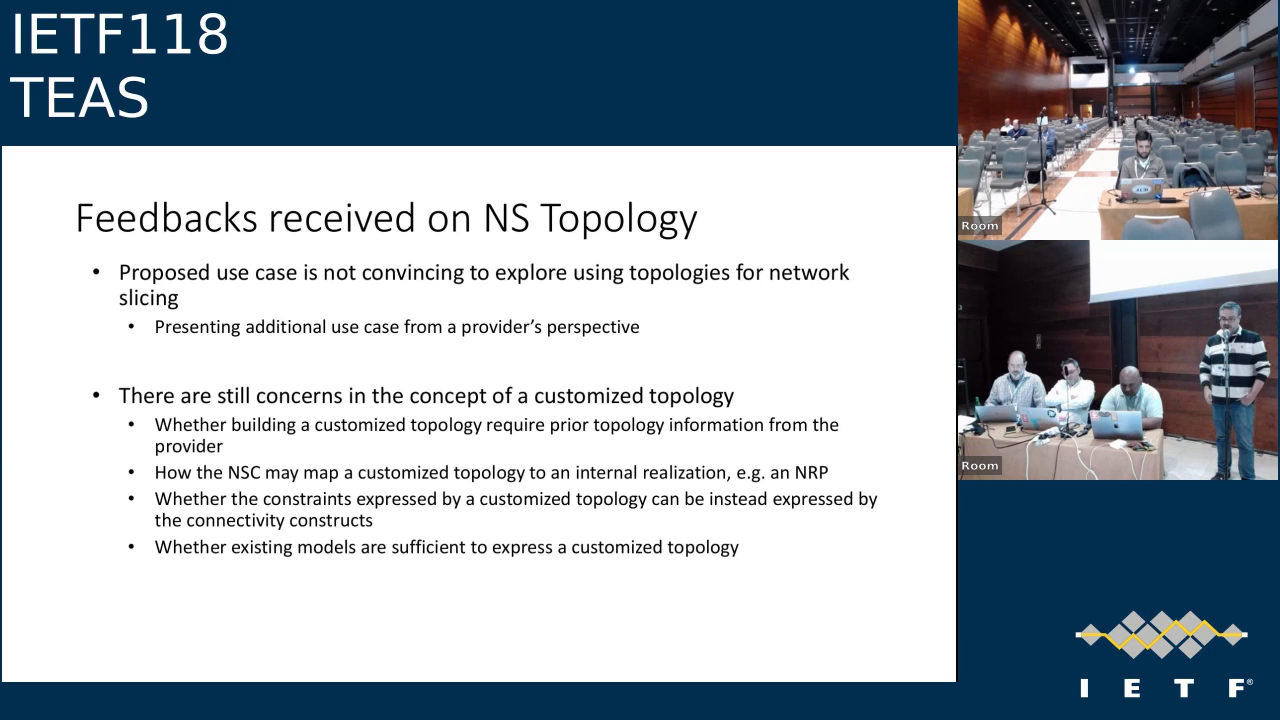 IETF118
TEAS
Feedbacks received on NS Topology
• Proposed use case is not convincing to explore using topologies for network
slicing
• Presenting additional use case from a provider’s perspective
• There are still concerns in the concept of a customized topology
• Whether building a customized topology require prior topology information from the
provider
• How the NSC may map a customized topology to an internal realization, e.g. an NRP
• Whether the constraints expressed by a customized topology can be instead expressed by
the connectivity constructs
• Whether existing models are sufficient to express a customized topology
Room
Room
I E T F®